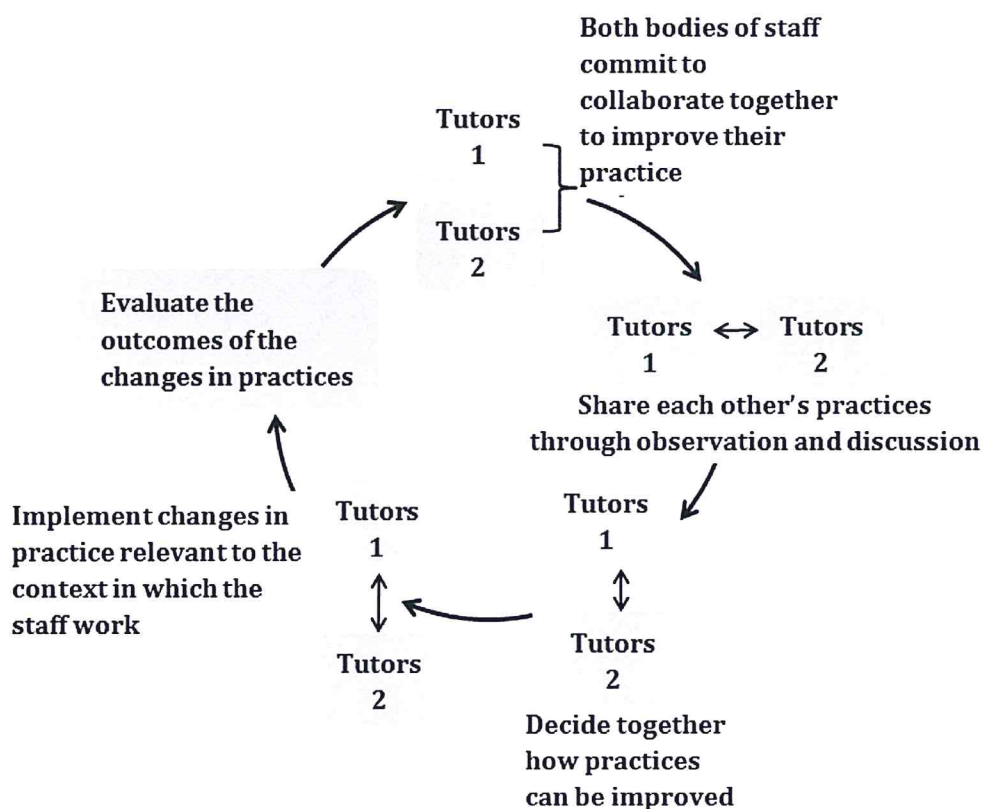 Both bodies of staff
commit to
collaborate together
to improve their
practice
Tutors
1
Tutors
2
Tutors
1
Tutors
2
Share each other's practices
through observation and discussion
Tutors
1
Tutors
2
Decide together
how practices
can be improved
Tutors
1
Tutors
2
Implement changes in
practice relevant to the
context in which the
staff work
Evaluate the
outcomes of the
changes in practices